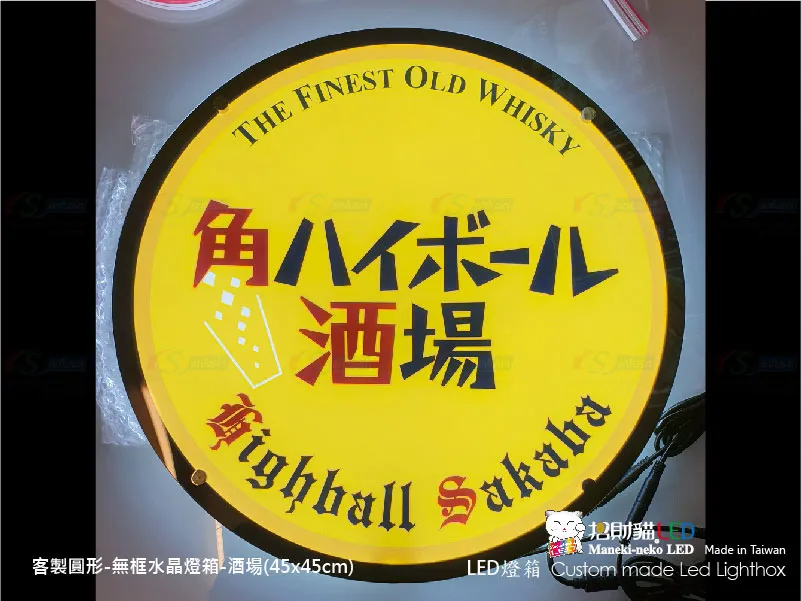 THE FINEST OLD WHISKY
角ハイボール
酒場
Highball Sakaba
招財貓LED
Maneki-neko LED Made in Taiwan
客製圓形-無框水晶燈箱-酒場(45x45cm)
LED燈箱 Custom made Led Lighthox